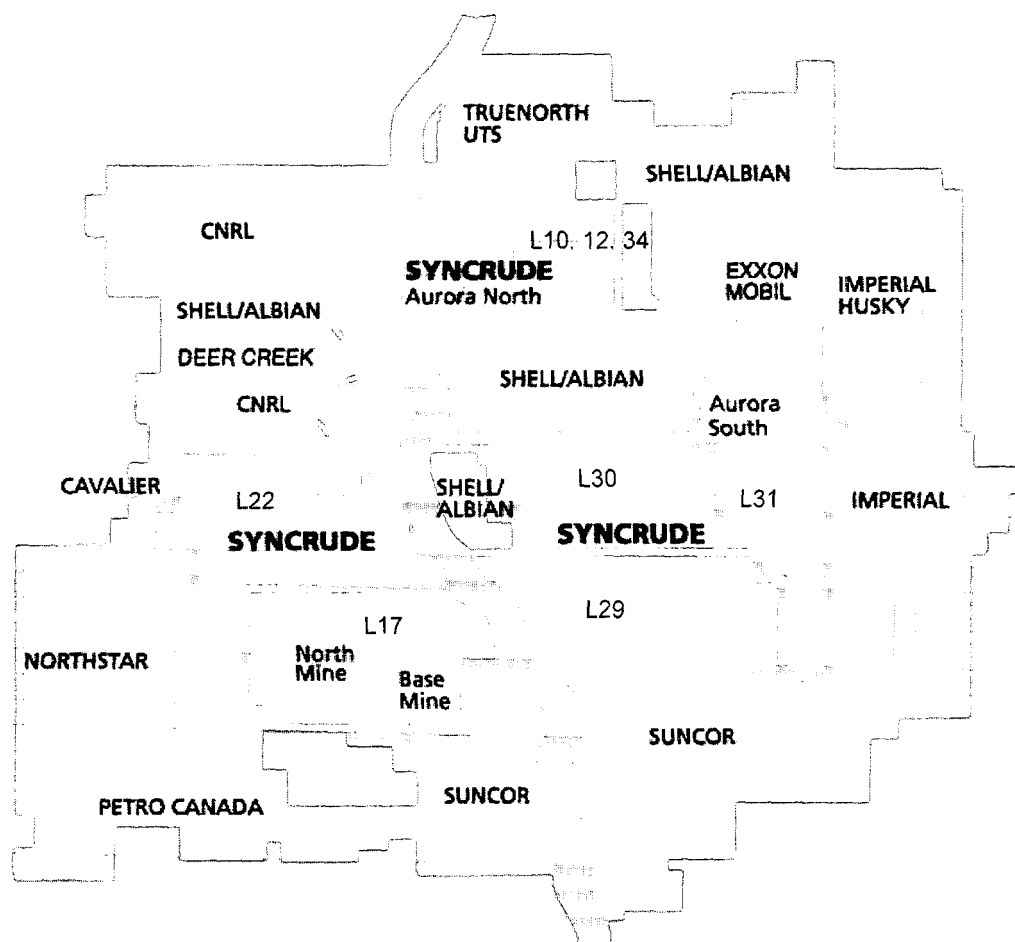 TRUENORTH
UTS
SHELL/ALBIAN
CNRL
L10, 12, 34
SYNCRUDE
Aurora North
EXXON
MOBIL
IMPERIAL
HUSKY
SHELL/ALBIAN
DEER CREEK
SHELL/ALBIAN
CNRL
Aurora
South
CAVALIER
L22
SHELL/
ALBIAN
L30
L31
IMPERIAL
SYNCRUDE
SYNCRUDE
L29
L17
NORTHSTAR
North
Mine
Base
Mine
SUNCOR
SUNCOR
PETRO CANADA